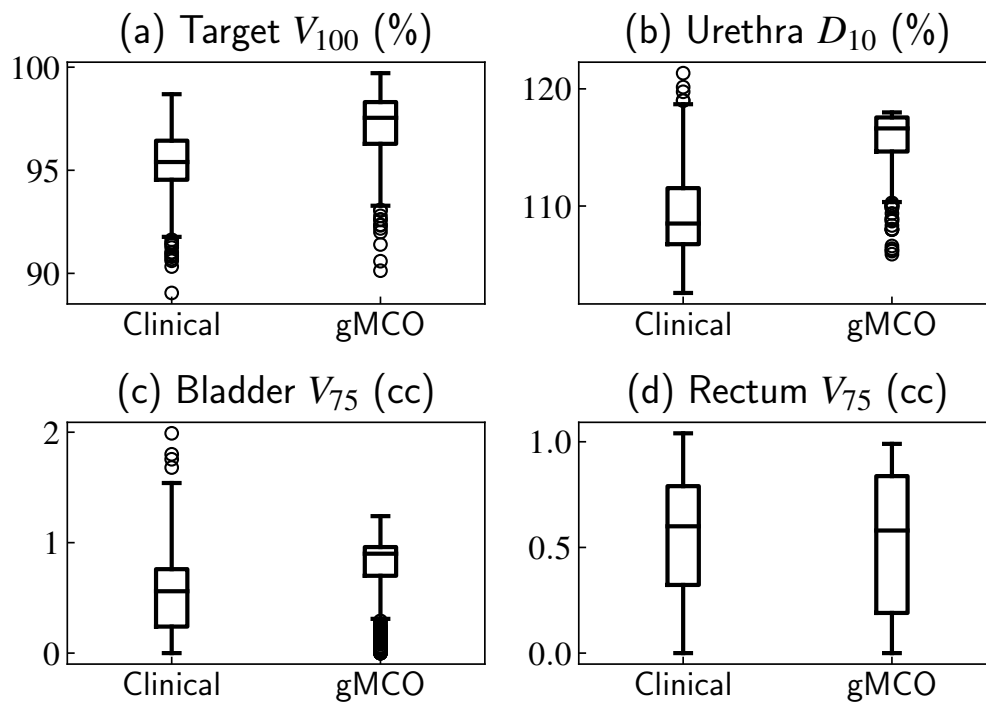 (a) Target V₁₀₀ (%)
(b) Urethra D₁₀ (%)
100
95
90
Clinical
gMCO
120
110
Clinical
gMCO
(c) Bladder V₇₅ (cc)
(d) Rectum V₇₅ (cc)
2
1
0
Clinical
gMCO
1.0
0.5
0.0
Clinical
gMCO